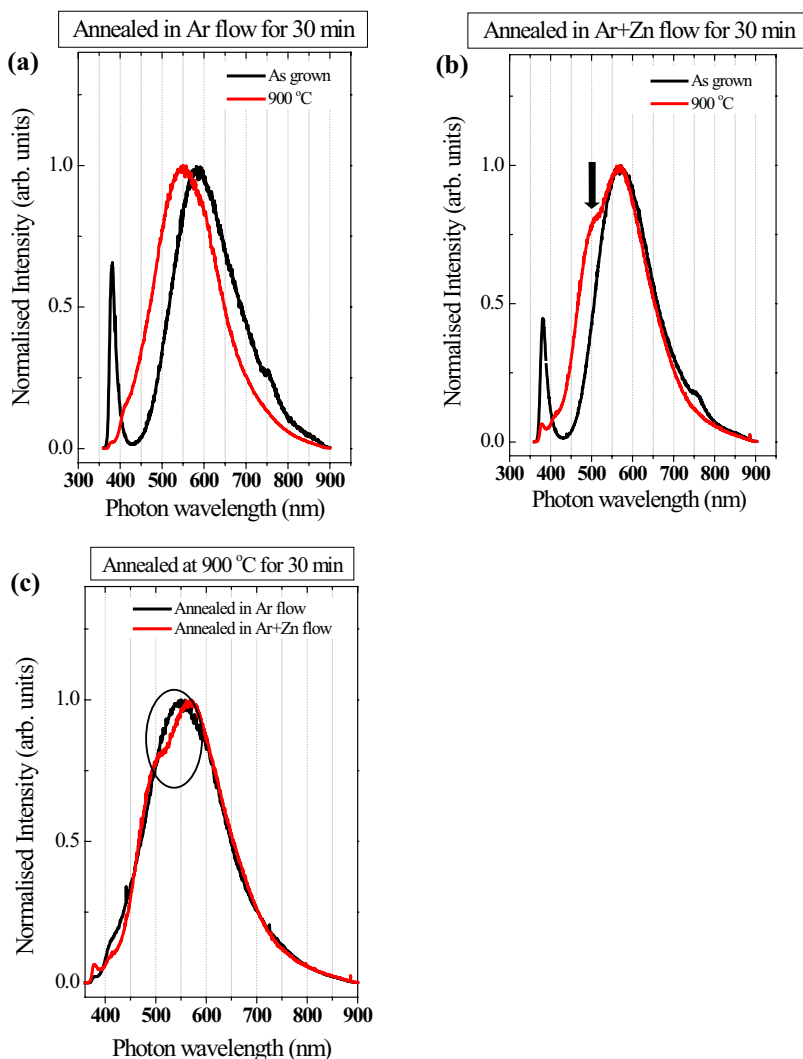 Annealed in Ar flow for 30 min
(a)
As grown
900 °C
1.0
0.5
0.0
Normalised Intensity (arb. units)
300 400 500 600 700 800 900
Photon wavelength (nm)
Annealed in Ar+Zn flow for 30 min
(b)
As grown
900 °C
1.0
0.5
0.0
Normalised Intensity (arb. units)
300 400 500 600 700 800 900
Photon wavelength (nm)
Annealed at 900 °C for 30 min
(c)
Annealed in Ar flow
Annealed in Ar+Zn flow
1.0
0.5
0.0
Normalised Intensity (arb. units)
400 500 600 700 800 900
Photon wavelength (nm)